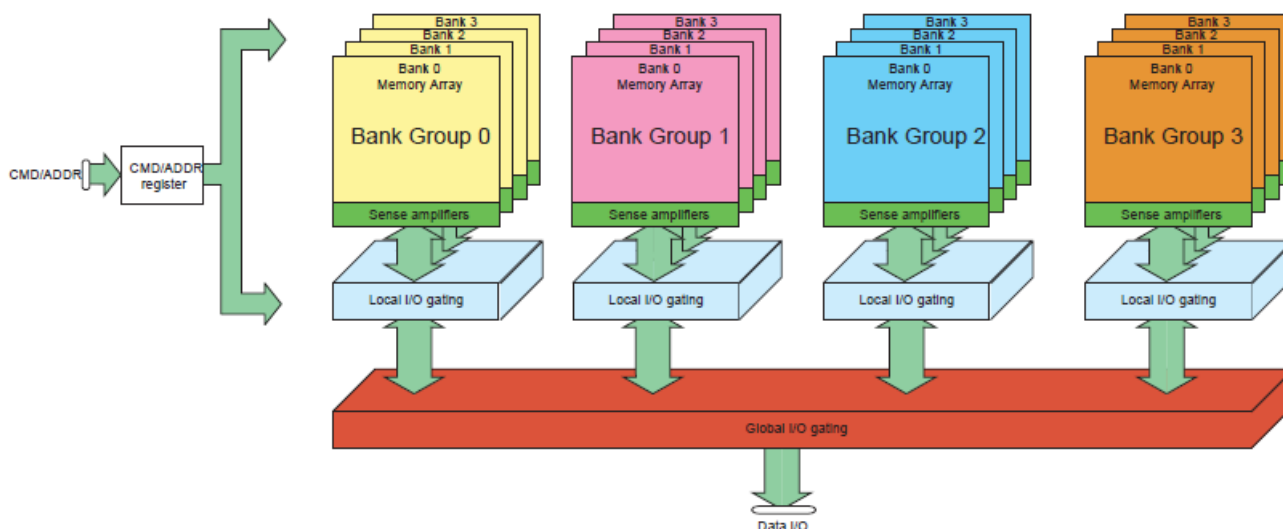 Bank 3
Bank 2
Bank 1
Bank 0
Memory Array
Bank Group 0
Sense amplifiers
Local I/O gating
Bank 3
Bank 2
Bank 1
Bank 0
Memory Array
Bank Group 1
Sense amplifiers
Local I/O gating
Bank 3
Bank 2
Bank 1
Bank 0
Memory Array
Bank Group 2
Sense amplifiers
Local I/O gating
Bank 3
Bank 2
Bank 1
Bank 0
Memory Array
Bank Group 3
Sense amplifiers
Local I/O gating
CMD/ADDR
CMD/ADDR
register
Global I/O gating
Data I/O